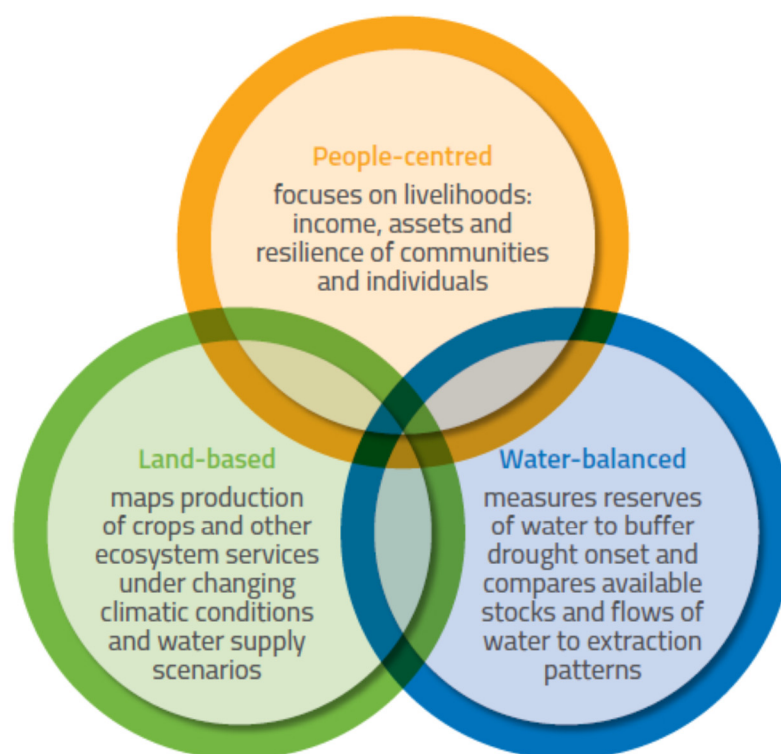 People-centred
focuses on livelihoods:
income, assets and
resilience of communities
and individuals
Land-based
maps production
of crops and other
ecosystem services
under changing
climatic conditions
and water supply
scenarios
Water-balanced
measures reserves
of water to buffer
drought onset and
compares available
stocks and flows of
water to extraction
patterns